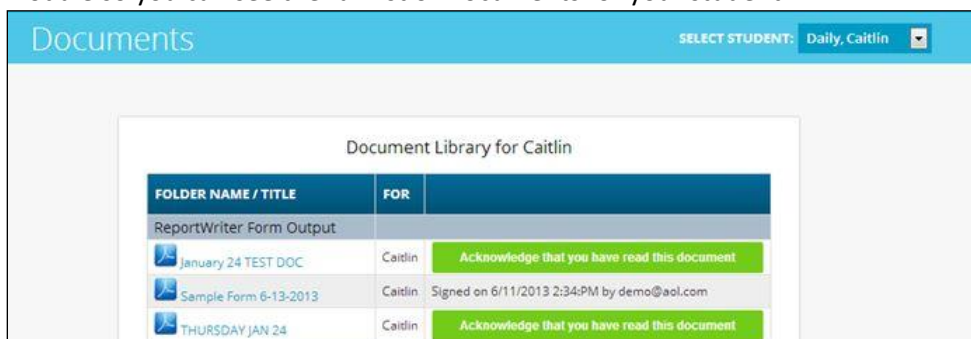 Documents
SELECT STUDENT: Daily, Caitlin
Document Library for Caitlin
FOLDER NAME / TITLE FOR
ReportWriter Form Output
January 24 TEST DOC Caitlin Acknowledge that you have read this document
Sample Form 6-13-2013 Caitlin Signed on 6/11/2013 2:34:PM by demo@aol.com
THURSDAY JAN 24 Caitlin Acknowledge that you have read this document